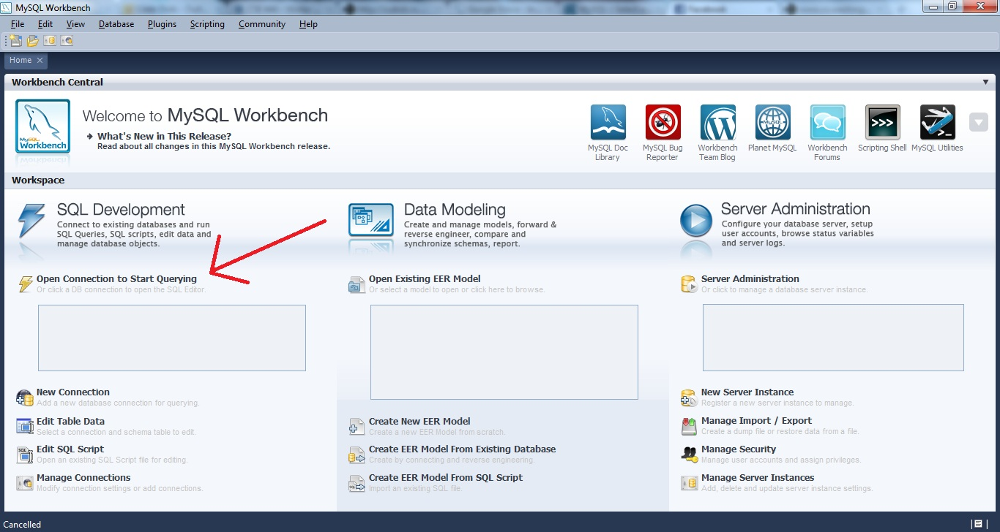 MySQL Workbench
File Edit View Database Plugins Scripting Community Help
Home
Workbench Central
MySQL
Workbench
Welcome to MySQL Workbench
What's New in This Release?
Read about all changes in this MySQL Workbench release.
MySQL Doc
Library
MySQL Bug
Reporter
Workbench
Team Blog
Planet MySQL
Workbench
Forums
Scripting Shell
MySQL Utilities
Workspace
SQL Development
Connect to existing databases and run
SQL Queries, SQL scripts, edit data and
manage database objects.
Open Connection to Start Querying
Or click a DB connection to open the SQL Editor.
New Connection
Add a new database connection for querying.
Edit Table Data
Select a connection and schema table to edit.
Edit SQL Script
Open an existing SQL Script file for editing.
Manage Connections
Modify connection settings or add connections.
Data Modeling
Create and manage models, forward &
reverse engineer, compare and
synchronize schemas, report.
Open Existing EER Model
Or select a model to open or click here to browse.
Create New EER Model
Create a new EER Model from scratch.
Create EER Model From Existing Database
Create by connecting and reverse engineering.
Create EER Model From SQL Script
Import an existing SQL file.
Server Administration
Configure your database server, setup
user accounts, browse status variables
and server logs.
Server Administration
Or click to manage a database server instance.
New Server Instance
Register a new server instance to manage.
Manage Import / Export
Create a dump file or restore data from a file.
Manage Security
Manage user accounts and assign privileges.
Manage Server Instances
Add, delete and update server instance settings.
Cancelled